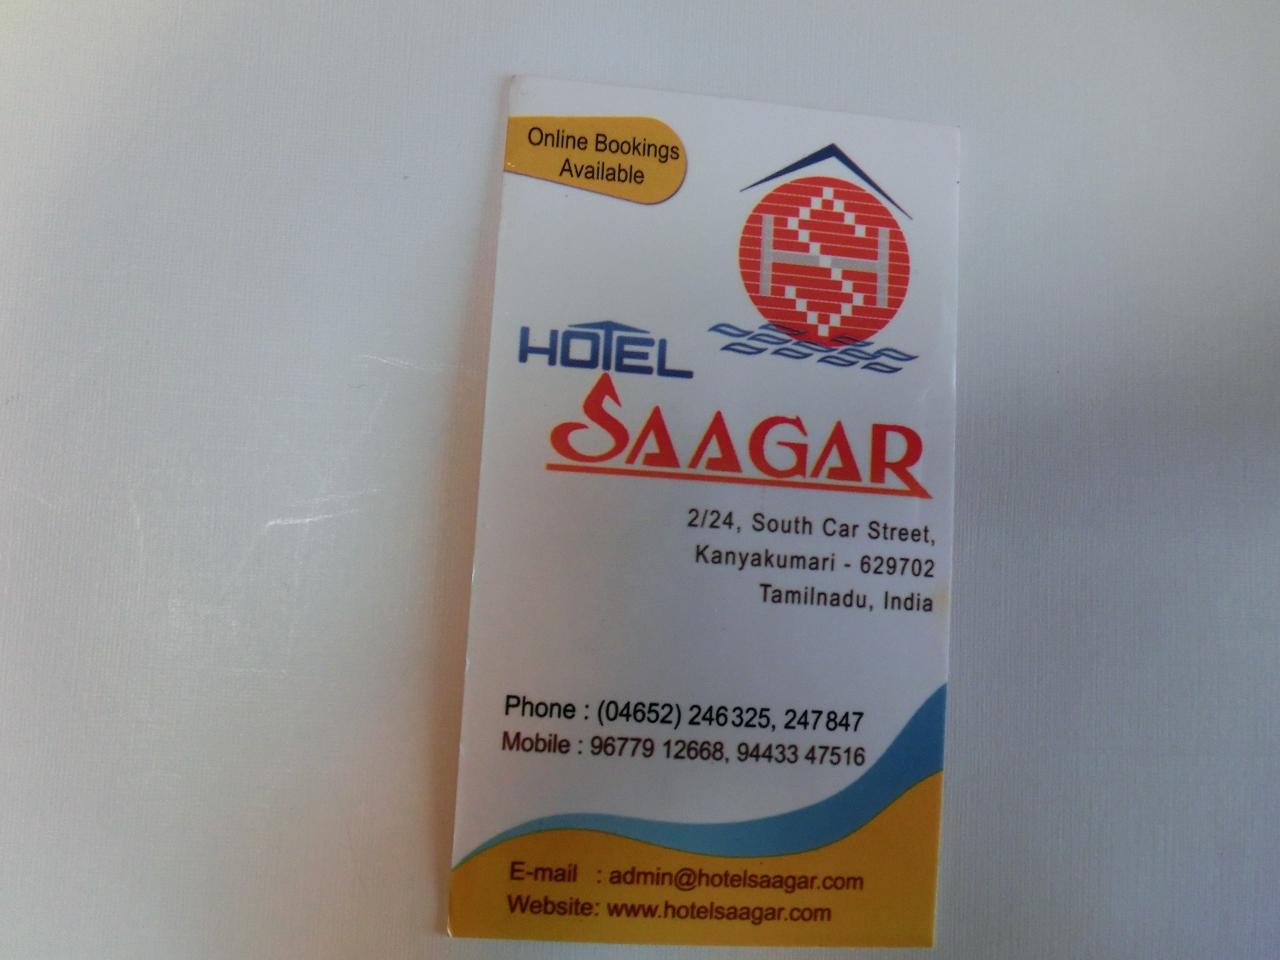 Online Bookings
Available
HOTEL
SAAGAR
2/24, South Car Street,
Kanyakumari - 629702
Tamilnadu, India
Phone : (04652) 246325, 247847
Mobile : 96779 12668, 94433 47516
E-mail : admin@hotelsaagar.com
Website: www.hotelsaagar.com